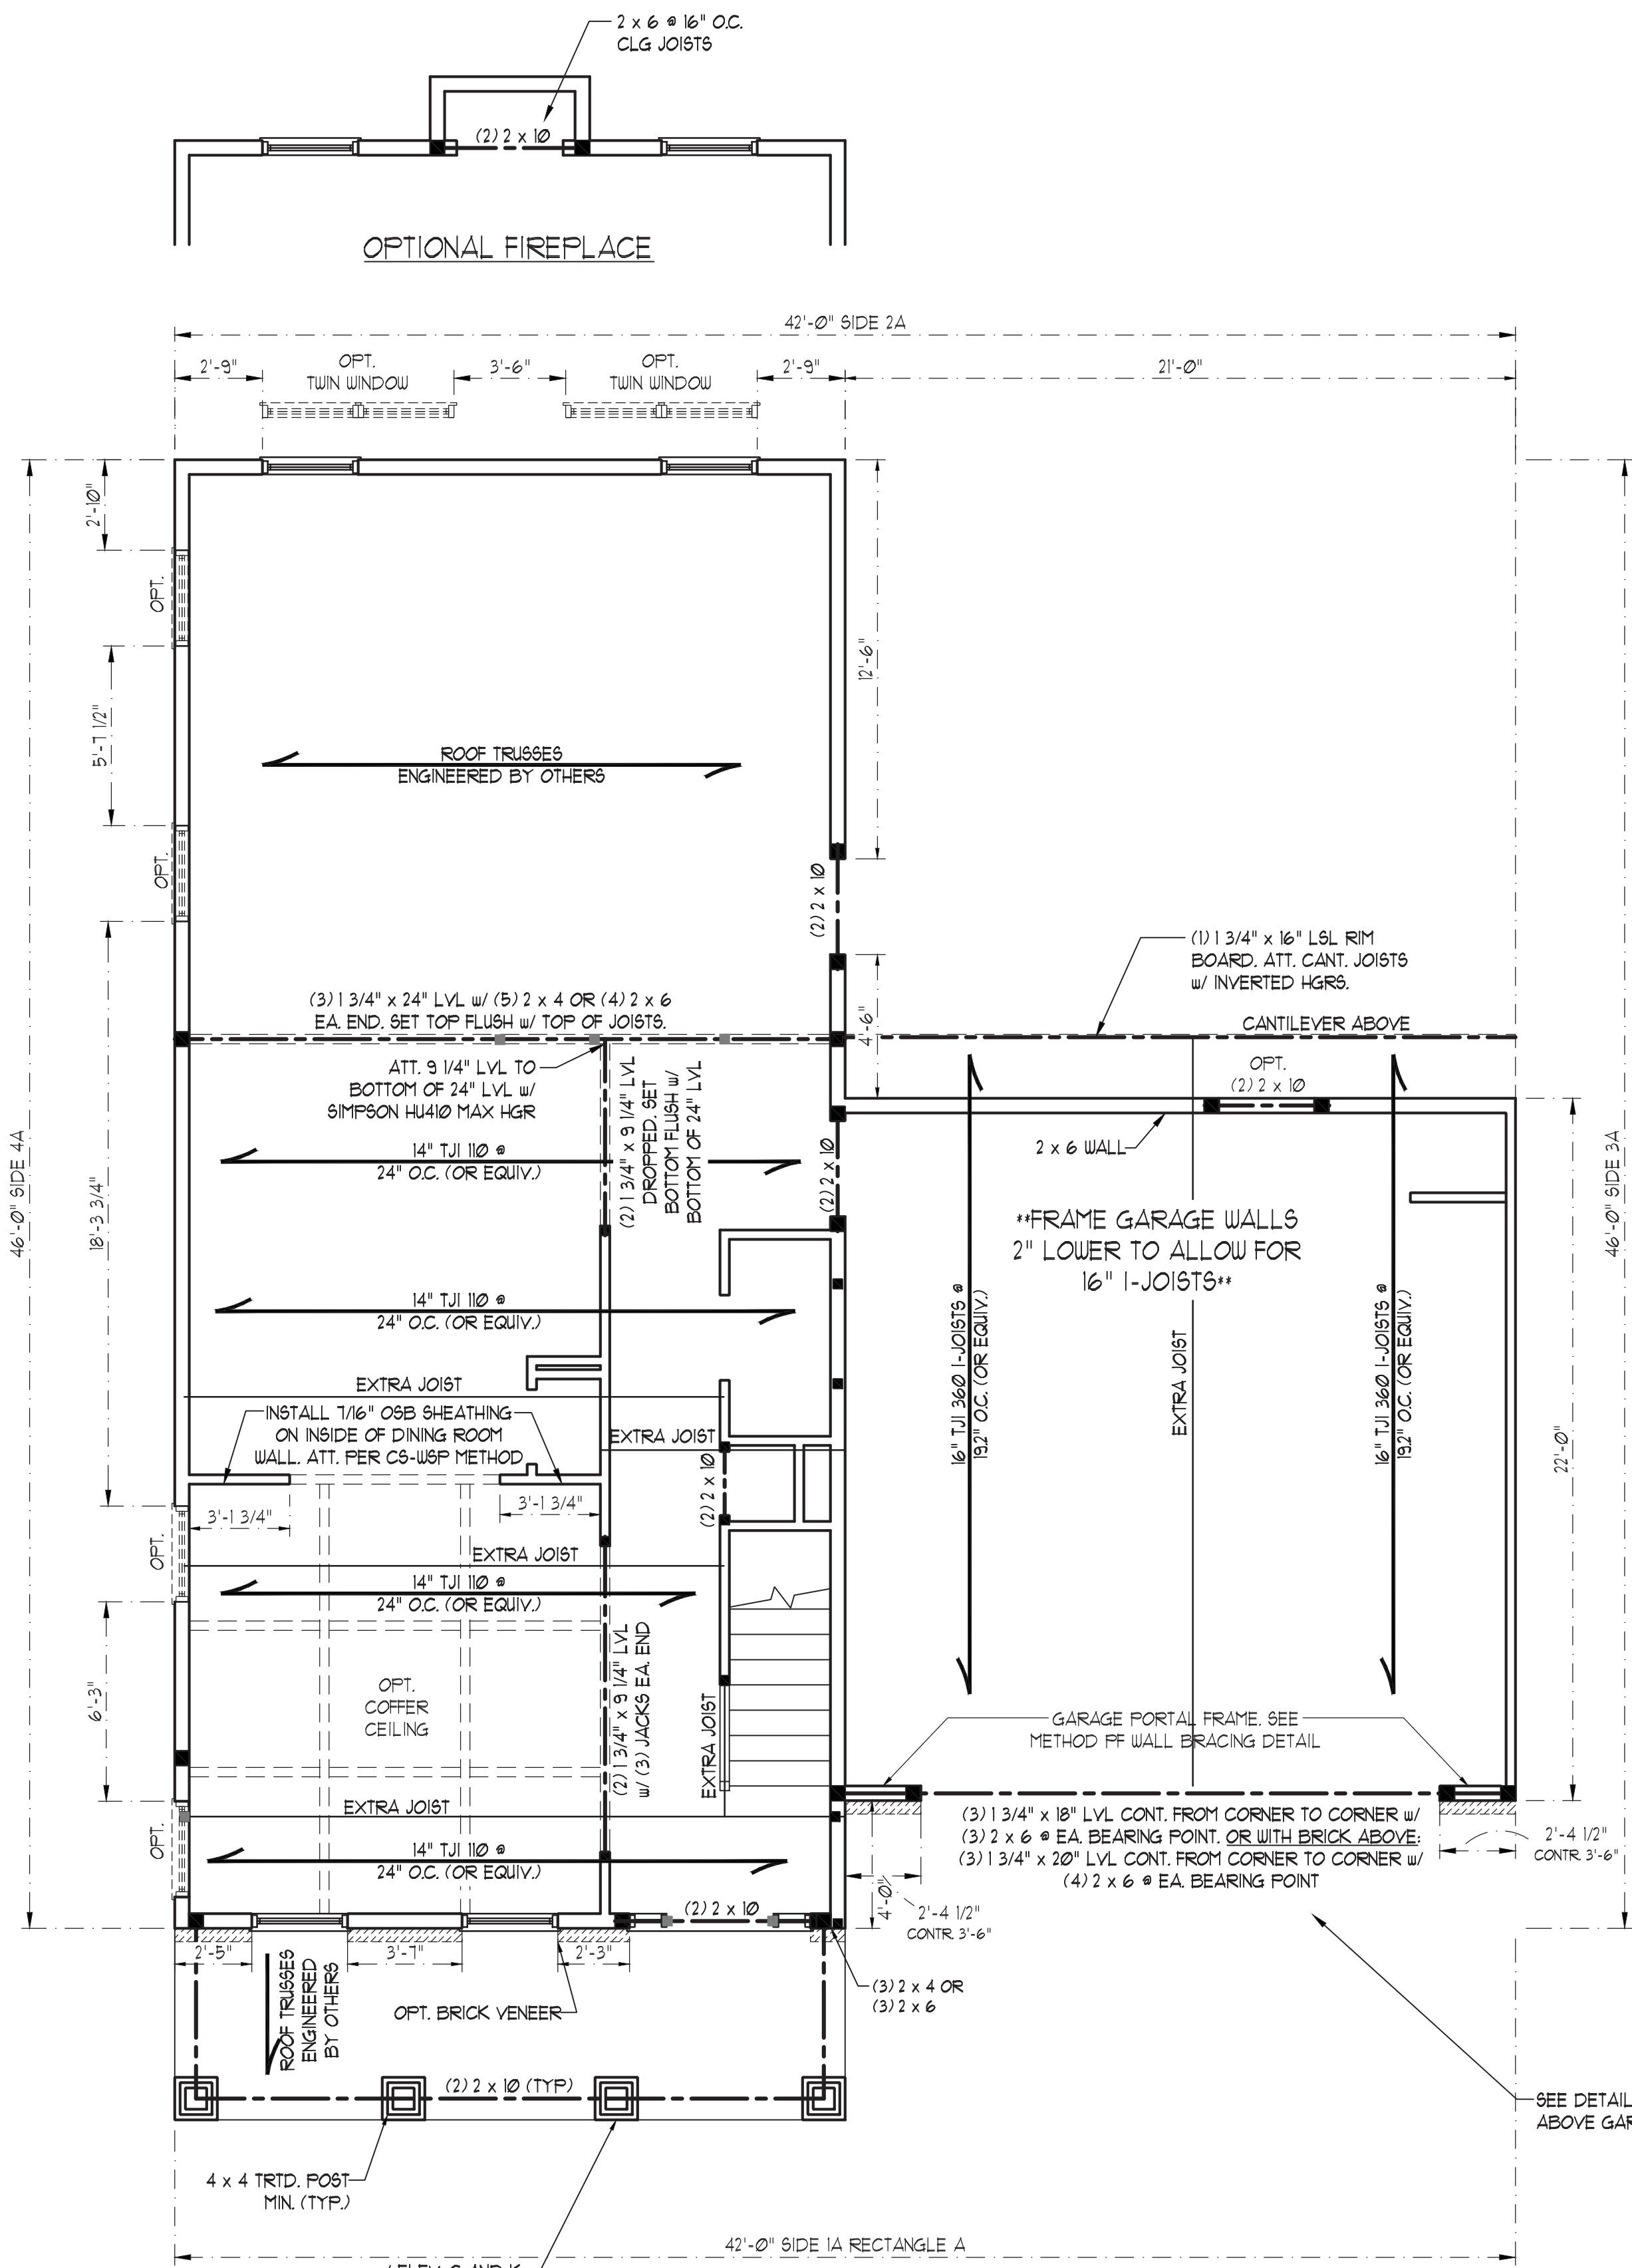 2 x 6 @ 16" O.C.
CLG JOISTS
(2) 2 x 10
OPTIONAL FIREPLACE
42'-0" SIDE 2A
2'-9"
OPT.
TWIN WINDOW
3'-6"
OPT.
TWIN WINDOW
2'-9"
21'-0"
46'-0" SIDE 4A
2'-10"
OPT.
5'-7 1/2"
OPT.
18'-3 3/4"
OPT.
6'-3"
OPT.
12'-6"
46'-0" SIDE 3A
ROOF TRUSSES
ENGINEERED BY OTHERS
(2) 2 x 10
4'-6"
(1) 1 3/4" x 16" LSL RIM
BOARD. ATT. CANT. JOISTS
w/ INVERTED HGRS.
CANTILEVER ABOVE
(3) 1 3/4" x 24" LVL w/ (5) 2 x 4 OR (4) 2 x 6
EA. END. SET TOP FLUSH w/ TOP OF JOISTS.
ATT. 9 1/4" LVL TO
BOTTOM OF 24" LVL w/
SIMPSON HU410 MAX HGR
(2) 1 3/4" x 9 1/4" LVL
DROPPED. SET
BOTTOM FLUSH w/
BOTTOM OF 24" LVL
OPT.
(2) 2 x 10
2 x 6 WALL
(2) 2 x 10
14" TJI 110 @
24" O.C. (OR EQUIV.)
**FRAME GARAGE WALLS
2" LOWER TO ALLOW FOR
16" I-JOISTS**
16" TJI 360 I-JOISTS @
19.2" O.C. (OR EQUIV.)
EXTRA JOIST
16" TJI 360 I-JOISTS @
19.2" O.C. (OR EQUIV.)
22'-0"
14" TJI 110 @
24" O.C. (OR EQUIV.)
EXTRA JOIST
INSTALL 7/16" OSB SHEATHING
ON INSIDE OF DINING ROOM
WALL. ATT. PER CS-WSP METHOD
EXTRA JOIST
(2) 2 x 10
3'-1 3/4"
3'-1 3/4"
EXTRA JOIST
14" TJI 110 @
24" O.C. (OR EQUIV.)
OPT.
COFFER
CEILING
(2) 1 3/4" x 9 1/4" LVL
w/ (3) JACKS EA. END
EXTRA JOIST
GARAGE PORTAL FRAME. SEE
METHOD PF WALL BRACING DETAIL
EXTRA JOIST
14" TJI 110 @
24" O.C. (OR EQUIV.)
(3) 1 3/4" x 18" LVL CONT. FROM CORNER TO CORNER w/
(3) 2 x 6 @ EA. BEARING POINT. OR WITH BRICK ABOVE:
(3) 1 3/4" x 20" LVL CONT. FROM CORNER TO CORNER w/
(4) 2 x 6 @ EA. BEARING POINT
2'-4 1/2"
CONTR. 3'-6"
4'-0"
2'-4 1/2"
CONTR. 3'-6"
(2) 2 x 10
2'-5"
3'-7"
2'-3"
ROOF TRUSSES
ENGINEERED
BY OTHERS
OPT. BRICK VENEER
(3) 2 x 4 OR
(3) 2 x 6
(2) 2 x 10 (TYP)
SEE DETAIL
ABOVE GAR
4 x 4 TRTD. POST
MIN. (TYP.)
42'-0" SIDE 1A RECTANGLE A